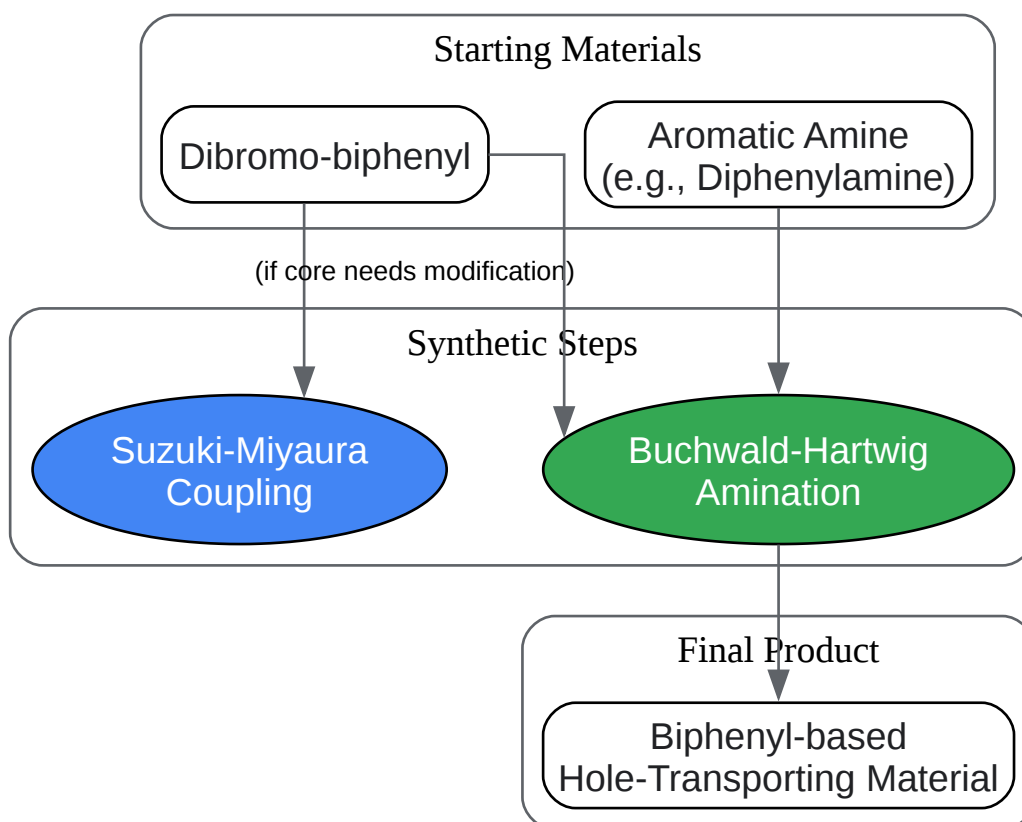 Starting Materials
Dibromo-biphenyl
Aromatic Amine
(e.g., Diphenylamine)
(if core needs modification)
Synthetic Steps
Suzuki-Miyaura
Coupling
Buchwald-Hartwig
Amination
Final Product
Biphenyl-based
Hole-Transporting Material